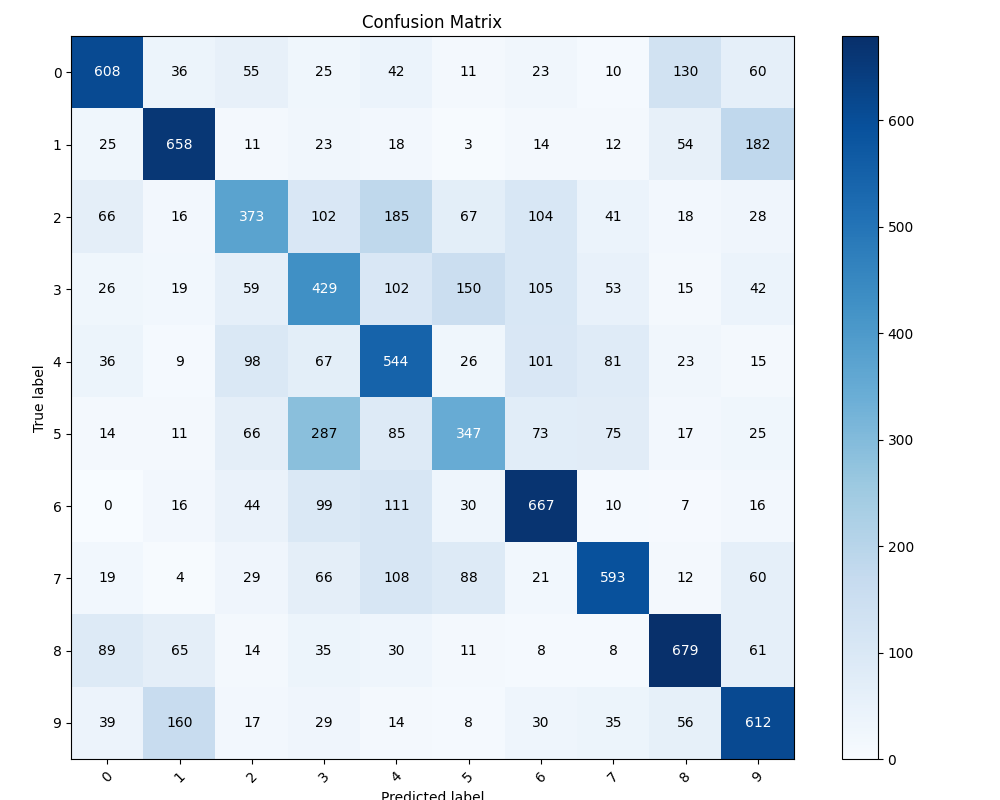 Confusion Matrix
0 608 36 55 25 42 11 23 10 130 60
1 25 658 11 23 18 3 14 12 54 182
2 66 16 373 102 185 67 104 41 18 28
3 26 19 59 429 102 150 105 53 15 42
4 36 9 98 67 544 26 101 81 23 15
5 14 11 66 287 85 347 73 75 17 25
6 0 16 44 99 111 30 667 10 7 16
7 19 4 29 66 108 88 21 593 12 60
8 89 65 14 35 30 11 8 8 679 61
9 39 160 17 29 14 8 30 35 56 612
0 1 2 3 4 5 6 7 8 9
Predicted label
True label
600
500
400
300
200
100
0